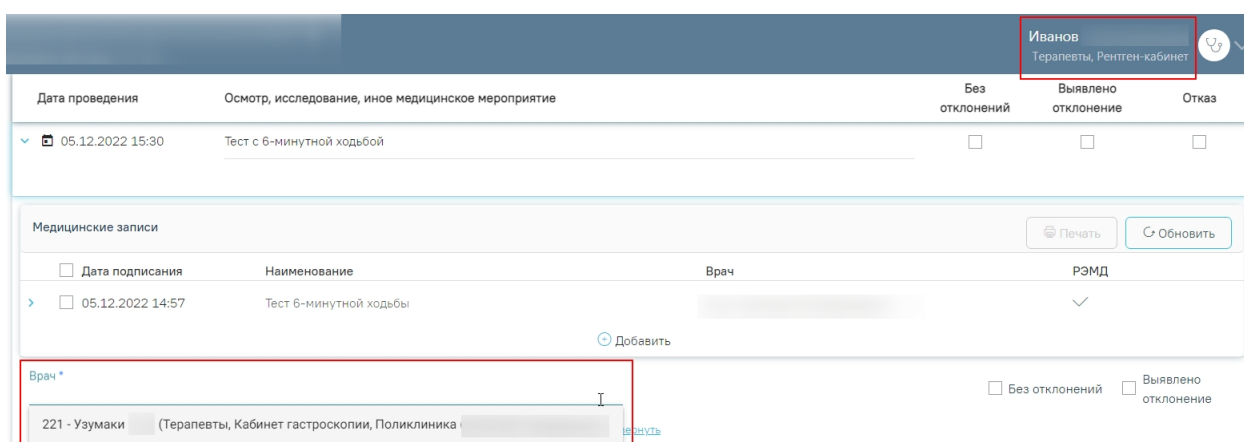 Иванов
Терапевты, Рентген-кабинет
Дата проведения Осмотр, исследование, иное медицинское мероприятие Без отклонений Выявлено отклонение Отказ
05.12.2022 15:30 Тест с 6-минутной ходьбой
Медицинские записи Печать Обновить
Дата подписания Наименование Врач РЭМД
05.12.2022 14:57 Тест 6-минутной ходьбы
Добавить
Врач *
Без отклонений Выявлено отклонение
221 - Узумаки (Терапевты, Кабинет гастроскопии, Поликлиника